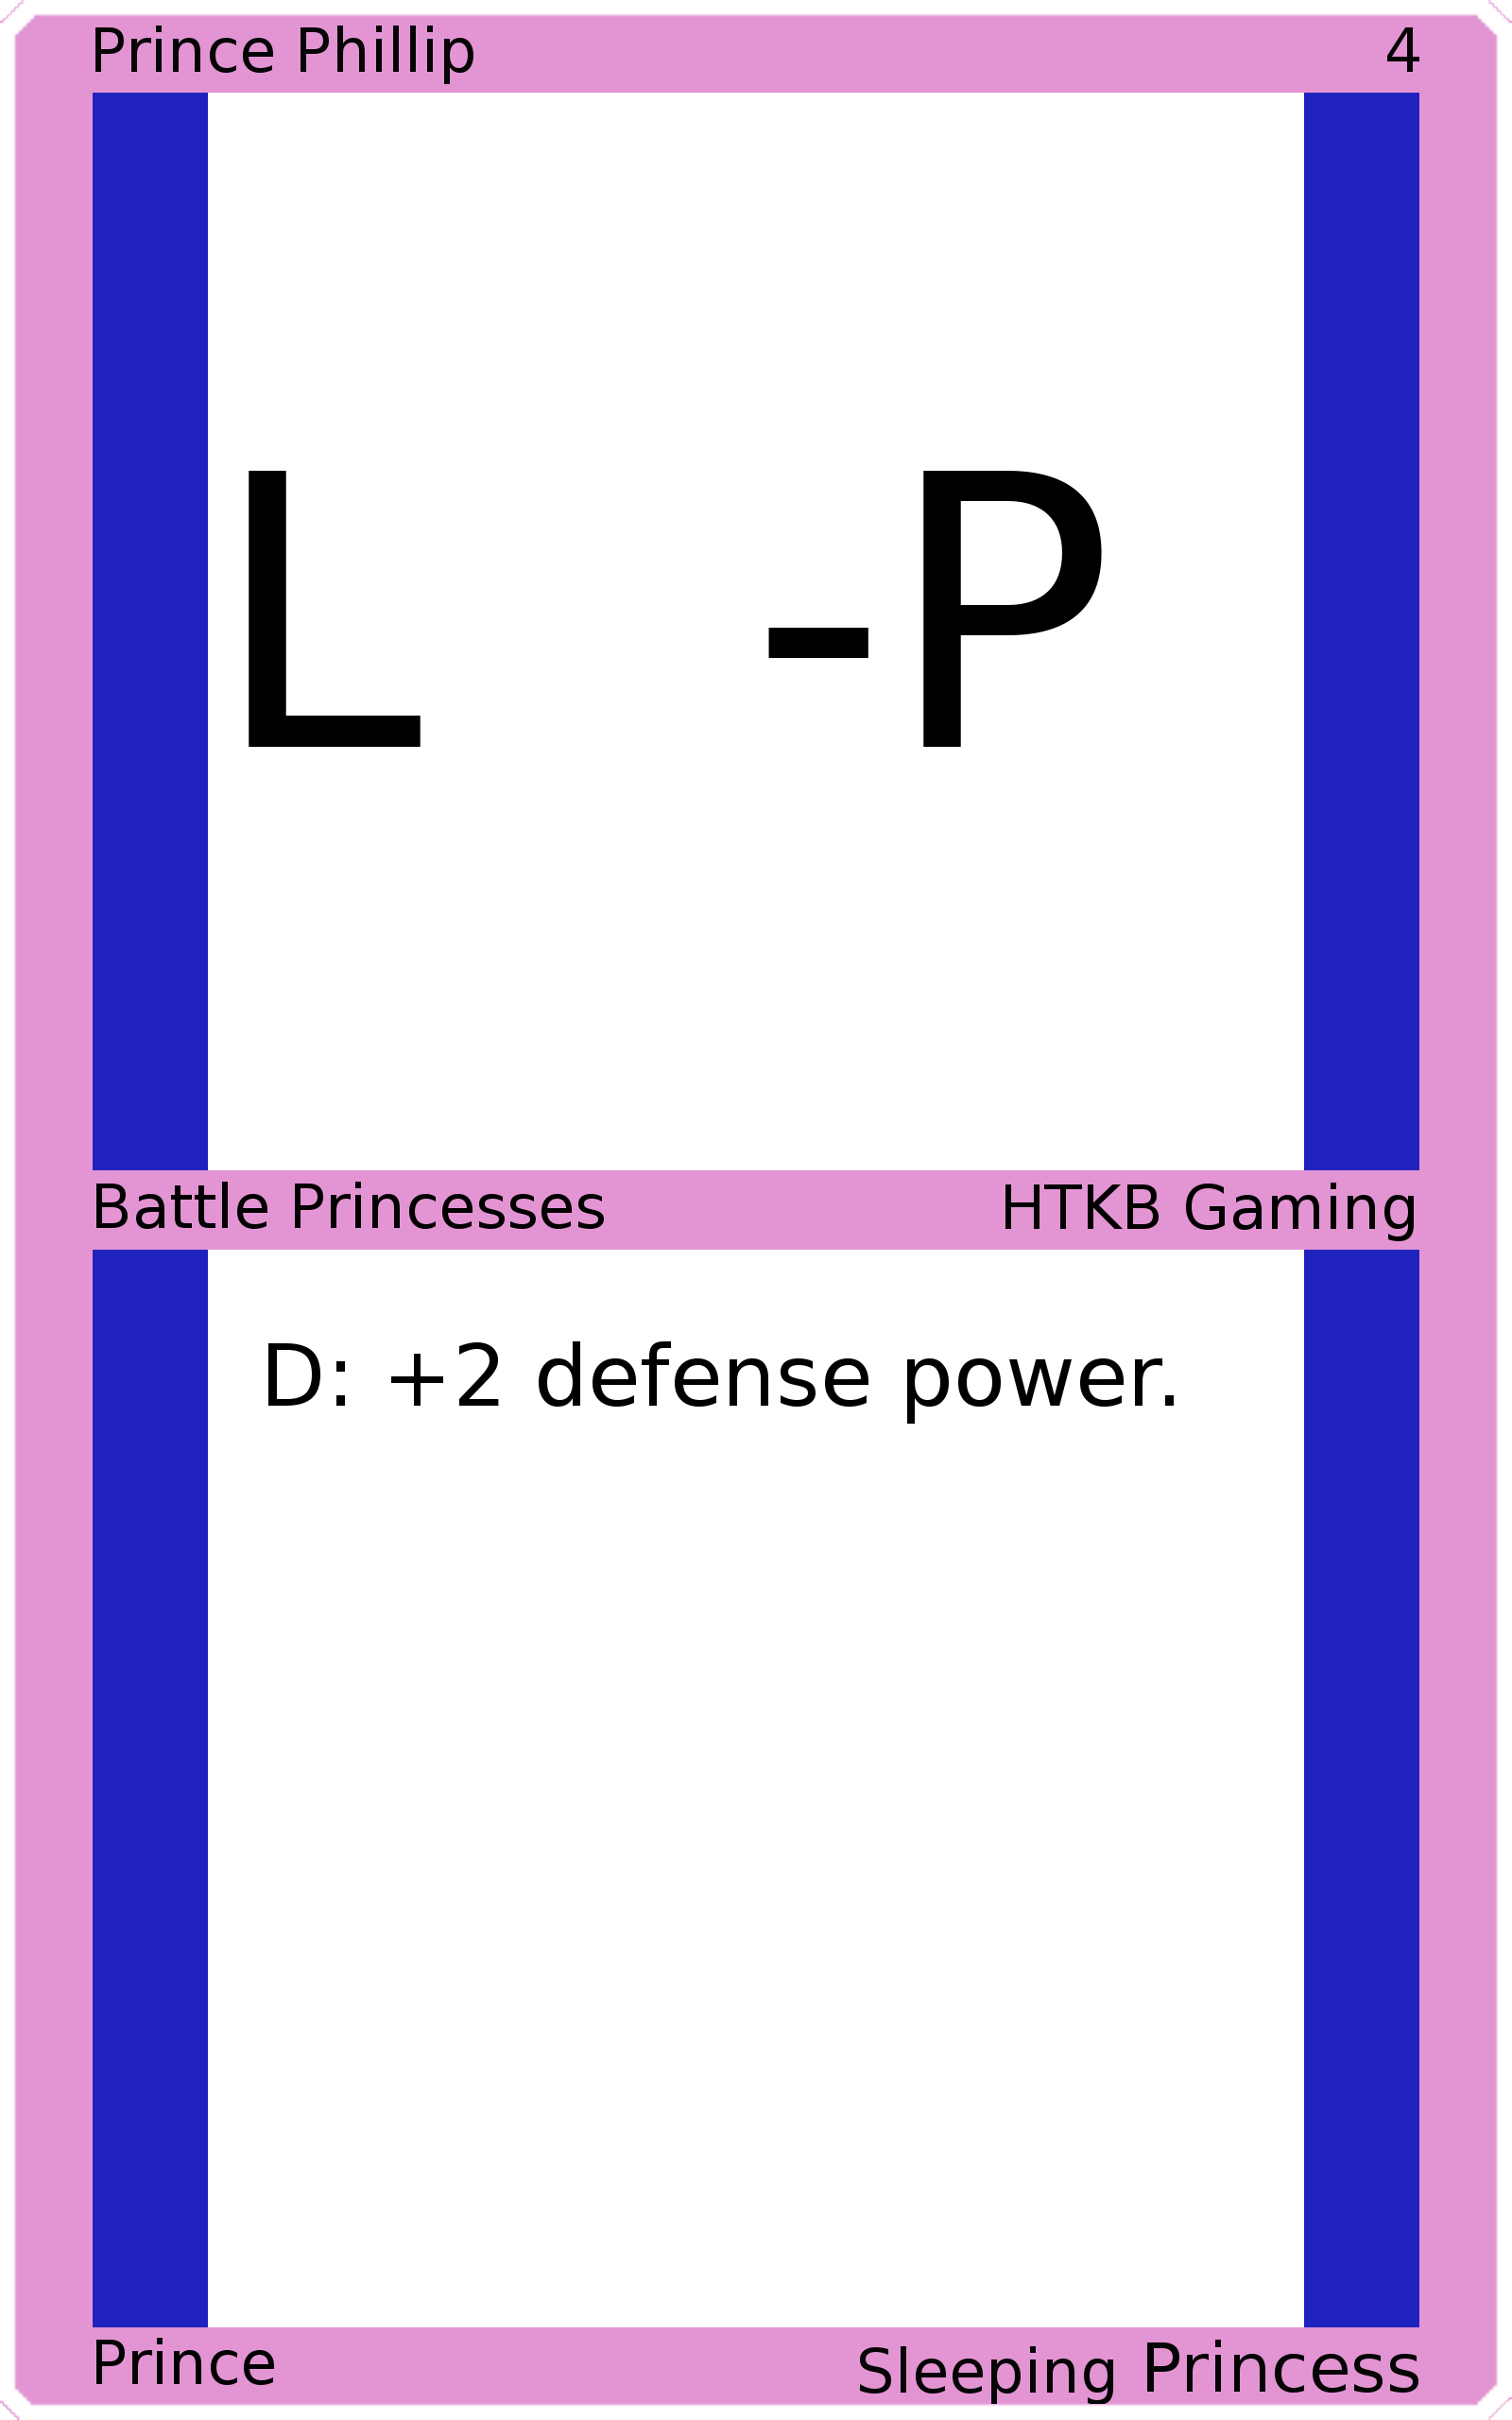 Prince Phillip 4
L -P
Battle Princesses HTKB Gaming
D: +2 defense power.
Prince Sleeping Princess